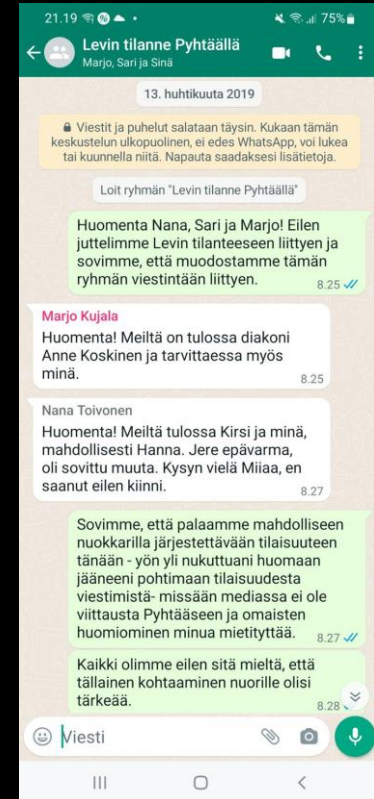 21.19
75%
Levin tilanne Pyhtäällä
Marjo, Sari ja Sinä
13. huhtikuuta 2019
Viestit ja puhelut salataan täysin. Kukaan tämän
keskustelun ulkopuolinen, ei edes WhatsApp, voi lukea
tai kuunnella niitä. Napauta saadaksesi lisätietoja.
Loit ryhmän "Levin tilanne Pyhtäällä"
Huomenta Nana, Sari ja Marjo! Eilen
juttelimme Levin tilanteeseen liittyen ja
sovimme, että muodostamme tämän
ryhmän viestintään liittyen.
8.25
Marjo Kujala
Huomenta! Meiltä on tulossa diakoni
Anne Koskinen ja tarvittaessa myös
minä.
8.25
Nana Toivonen
Huomenta! Meiltä tulossa Kirsi ja minä,
mahdollisesti Hanna. Jere epävarma,
oli sovittu muuta. Kysyn vielä Miiaa, en
saanut eilen kiinni.
8.27
Sovimme, että palaamme mahdolliseen
nuokkarilla järjestettävään tilaisuuteen
tänään - yön yli nukuttuani huomaan
jääneeni pohtimaan tilaisuudesta
viestimistä- missään mediassa ei ole
viittausta Pyhtääseen ja omaisten
huomiominen minua mietityttää.
8.27
Kaikki olimme eilen sitä mieltä, että
tällainen kohtaaminen nuorille olisi
tärkeää.
8.28
Viesti